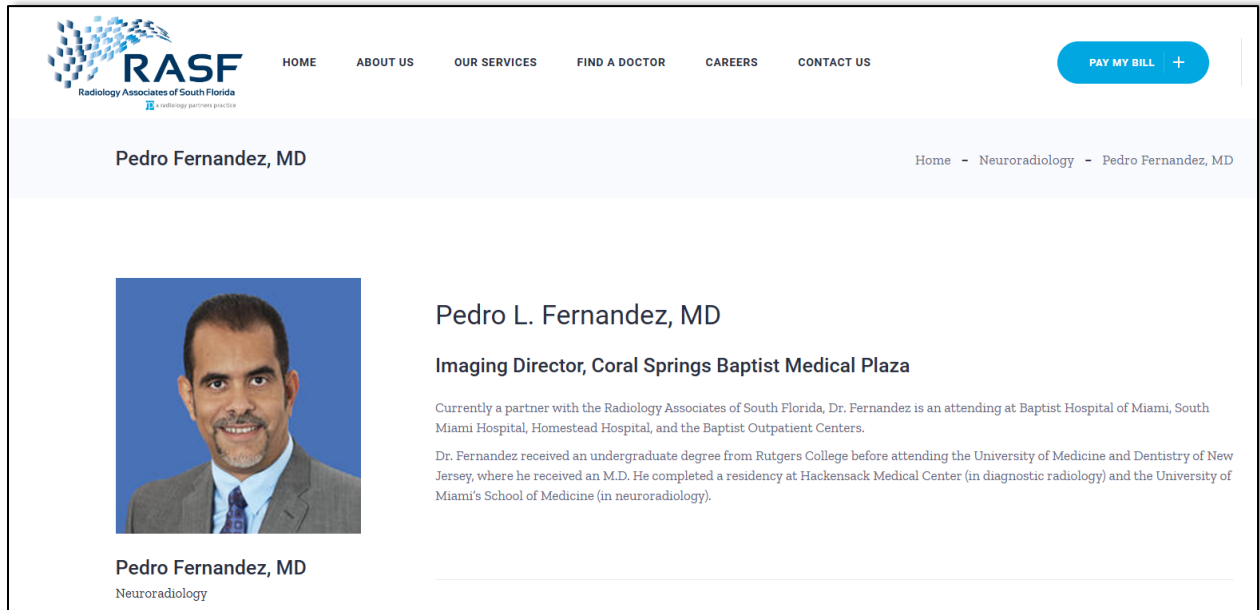 RASF
Radiology Associates of South Florida
a radiology partners practice
HOME ABOUT US OUR SERVICES FIND A DOCTOR CAREERS CONTACT US
PAY MY BILL +
Pedro Fernandez, MD
Home - Neuroradiology - Pedro Fernandez, MD
Pedro L. Fernandez, MD
Imaging Director, Coral Springs Baptist Medical Plaza
Currently a partner with the Radiology Associates of South Florida, Dr. Fernandez is an attending at Baptist Hospital of Miami, South
Miami Hospital, Homestead Hospital, and the Baptist Outpatient Centers.
Dr. Fernandez received an undergraduate degree from Rutgers College before attending the University of Medicine and Dentistry of New
Jersey, where he received an M.D. He completed a residency at Hackensack Medical Center (in diagnostic radiology) and the University of
Miami's School of Medicine (in neuroradiology).
Pedro Fernandez, MD
Neuroradiology